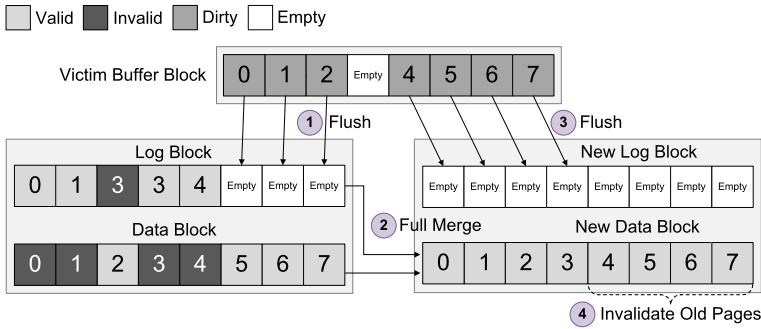 Valid Invalid Dirty Empty
Victim Buffer Block 0 1 2 Empty 4 5 6 7
1 Flush
3 Flush
Log Block
0 1 3 3 4 Empty Empty Empty
New Log Block
Empty Empty Empty Empty Empty Empty Empty Empty
2 Full Merge
Data Block
0 1 2 3 4 5 6 7
New Data Block
0 1 2 3 4 5 6 7
4 Invalidate Old Pages